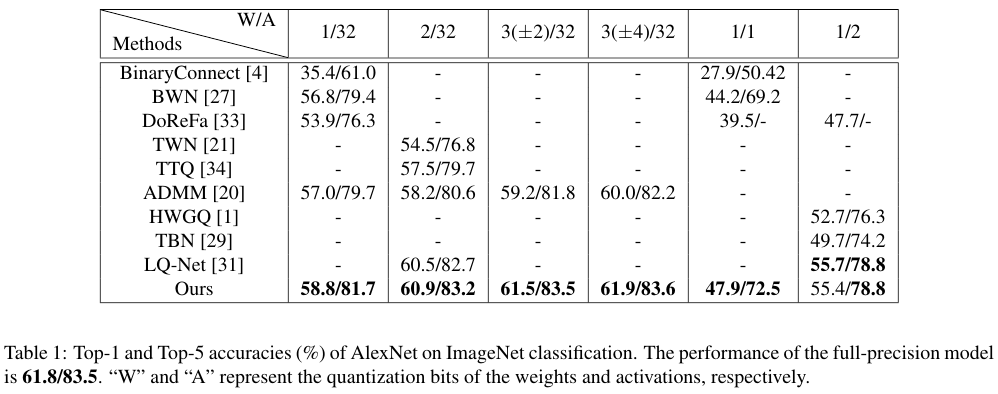 W/A
Methods
1/32 2/32 3(±2)/32 3(±4)/32 1/1 1/2
BinaryConnect [4] 35.4/61.0 - - - 27.9/50.42 -
BWN [27] 56.8/79.4 - - - 44.2/69.2 -
DoReFa [33] 53.9/76.3 - - - 39.5/- 47.7/-
TWN [21] - 54.5/76.8 - - - -
TTQ [34] - 57.5/79.7 - - - -
ADMM [20] 57.0/79.7 58.2/80.6 59.2/81.8 60.0/82.2 - -
HWGQ [1] - - - - - 52.7/76.3
TBN [29] - - - - - 49.7/74.2
LQ-Net [31] - 60.5/82.7 - - - 55.7/78.8
Ours 58.8/81.7 60.9/83.2 61.5/83.5 61.9/83.6 47.9/72.5 55.4/78.8
Table 1: Top-1 and Top-5 accuracies (%) of AlexNet on ImageNet classification. The performance of the full-precision model
is 61.8/83.5. “W” and “A” represent the quantization bits of the weights and activations, respectively.